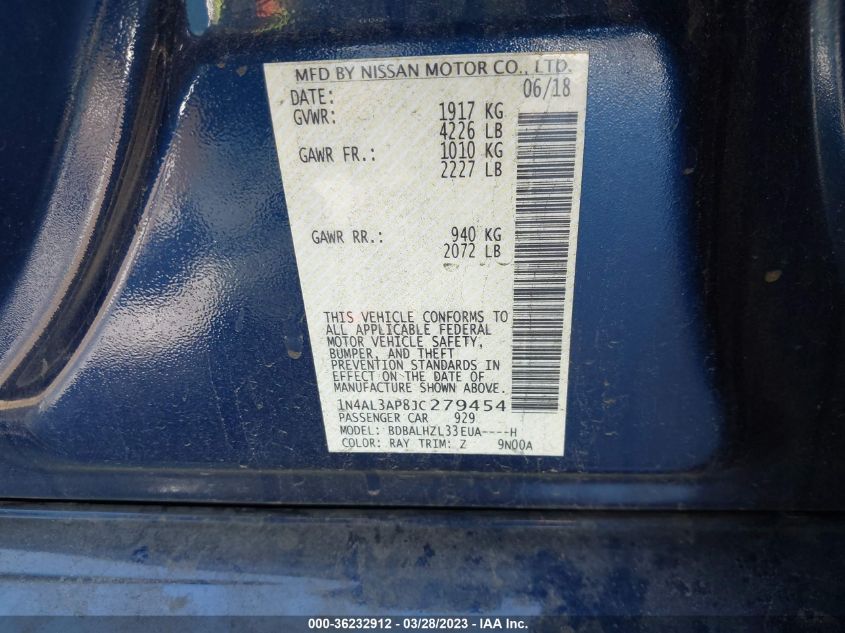 MFD BY NISSAN MOTOR CO., LTD.
DATE: 06/18
GVWR: 1917 KG
4226 LB
GAWR FR.: 1010 KG
2227 LB
GAWR RR.: 940 KG
2072 LB
THIS VEHICLE CONFORMS TO
ALL APPLICABLE FEDERAL
MOTOR VEHICLE SAFETY,
BUMPER, AND THEFT
PREVENTION STANDARDS IN
EFFECT ON THE DATE OF
MANUFACTURE SHOWN ABOVE.
1N4AL3AP8JC279454
PASSENGER CAR 929
MODEL: BDBALHZL33EUA----H
COLOR: RAY TRIM: Z 9N00A
000-36232912 - 03/28/2023 - IAA Inc.